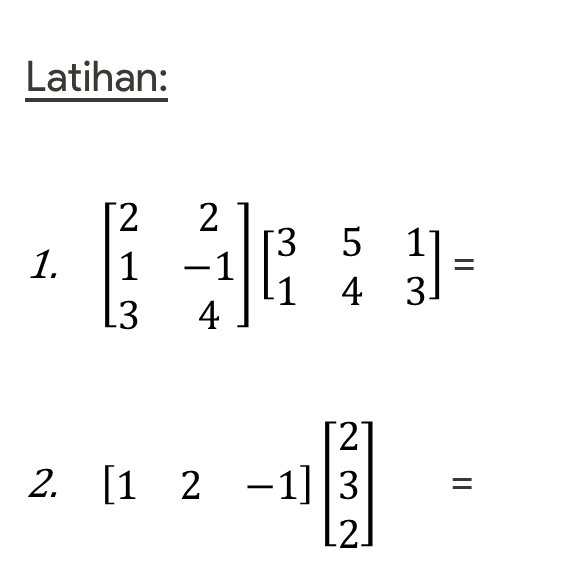 Latihan:
1. [2 2; 1 −1; 3 4] [3 5 1; 1 4 3] =
2. [1 2 −1] [2; 3; 2] =